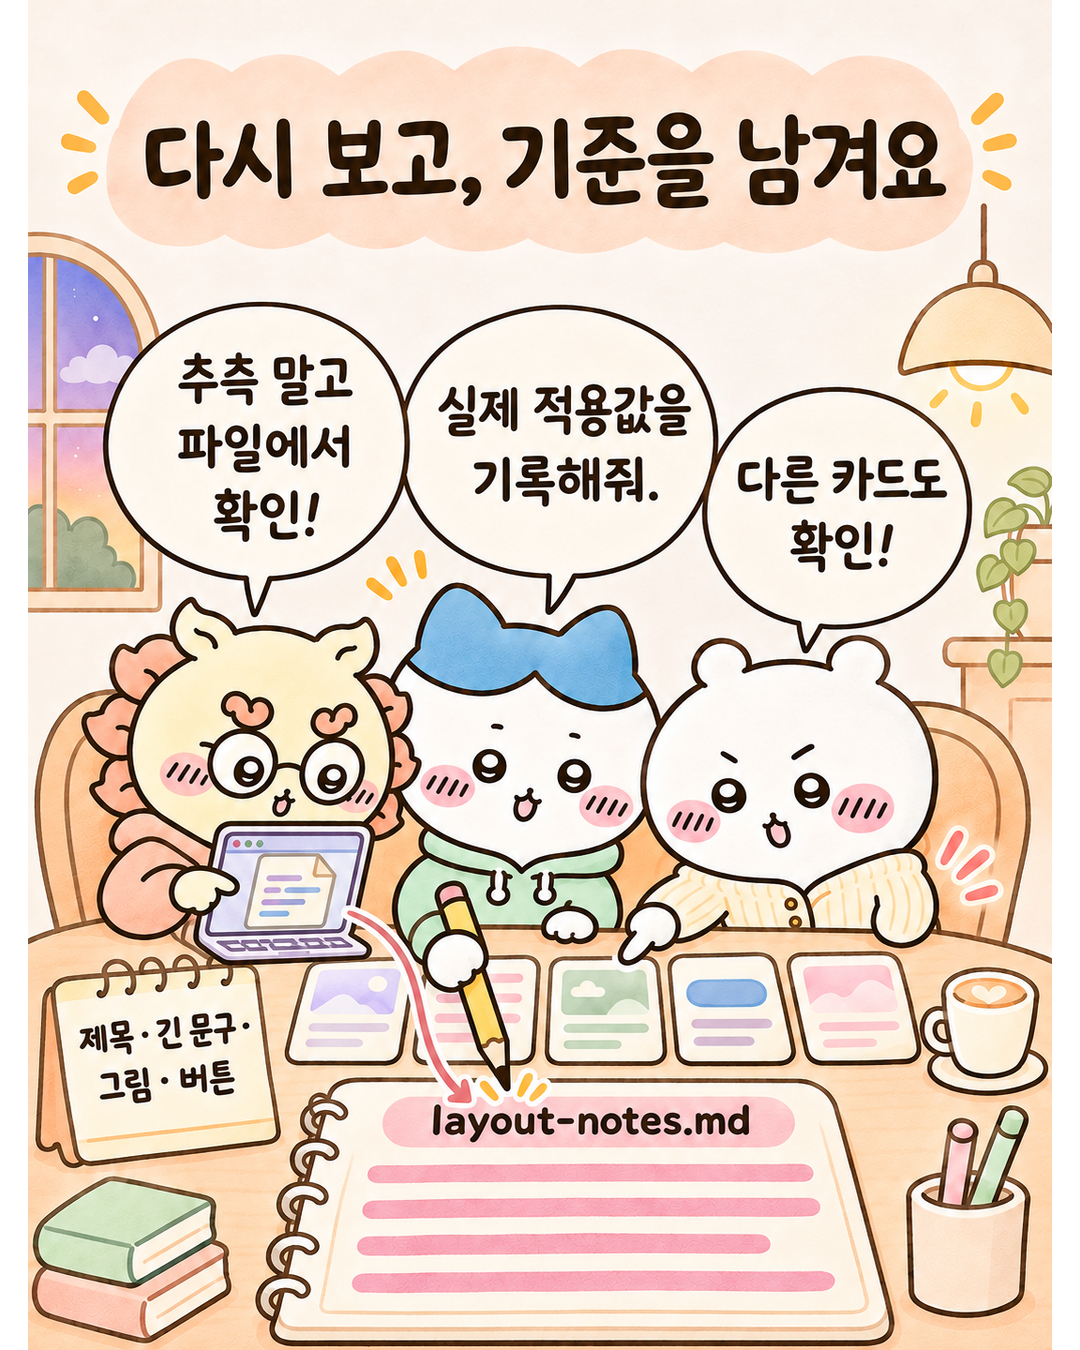 다시 보고, 기준을 남겨요
추측 말고
파일에서
확인!
실제 적용값을
기록해줘.
다른 카드도
확인!
제목·긴 문구·
그림·버튼
layout-notes.md